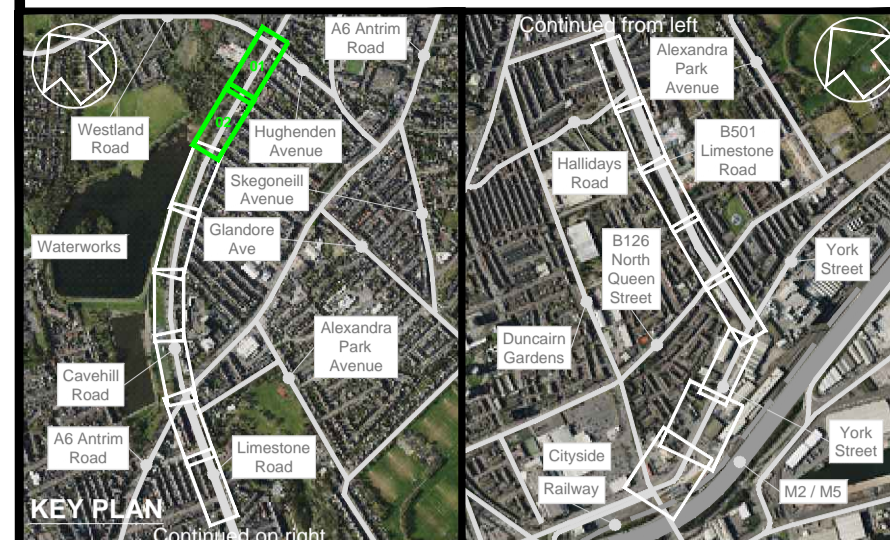 A6 Antrim
Road
01
02
Westland
Road
Hughenden
Avenue
Skegoneill
Avenue
Waterworks
Glandore
Ave
Alexandra
Park
Avenue
Cavehill
Road
A6 Antrim
Road
Limestone
Road
KEY PLAN
Continued on right
Continued from left
Alexandra
Park
Avenue
B501
Limestone
Road
Hallidays
Road
B126
North
Queen
Street
York
Street
Duncairn
Gardens
York
Street
Cityside
Railway
M2 / M5